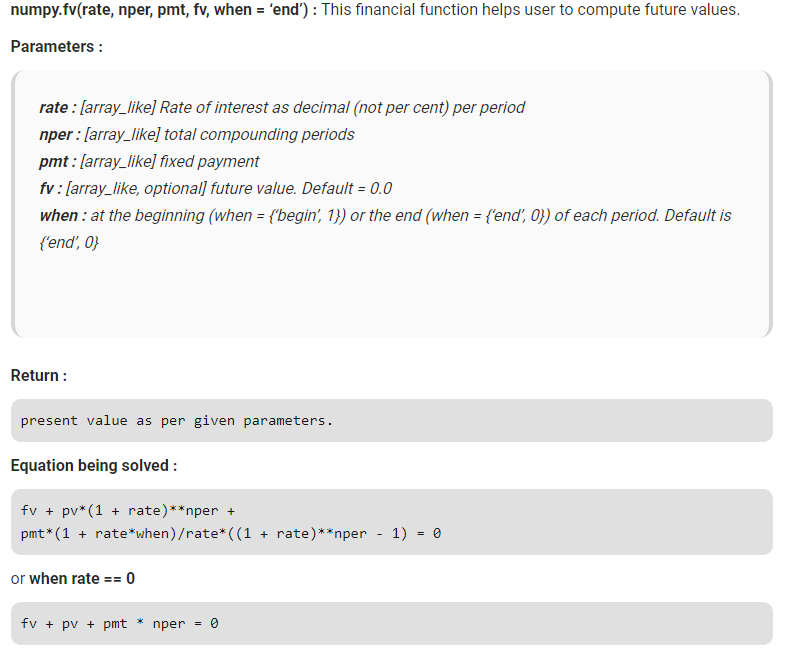 numpy.fv(rate, nper, pmt, fv, when = ‘end’) : This financial function helps user to compute future values.
Parameters :
rate : [array_like] Rate of interest as decimal (not per cent) per period
nper : [array_like] total compounding periods
pmt : [array_like] fixed payment
fv : [array_like, optional] future value. Default = 0.0
when : at the beginning (when = {‘begin’, 1}) or the end (when = {‘end’, 0}) of each period. Default is
{‘end’, 0}
Return :
present value as per given parameters.
Equation being solved :
fv + pv*(1 + rate)**nper +
pmt*(1 + rate*when)/rate*((1 + rate)**nper - 1) = 0
or when rate == 0
fv + pv + pmt * nper = 0